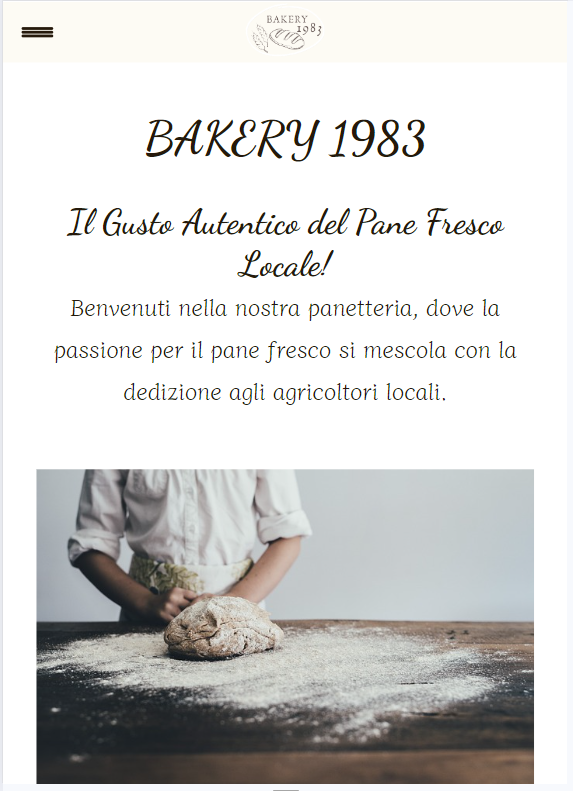 BAKERY
1983
BAKERY 1983
Il Gusto Autentico del Pane Fresco
Locale!
Benvenuti nella nostra panetteria, dove la
passione per il pane fresco si mescola con la
dedizione agli agricoltori locali.